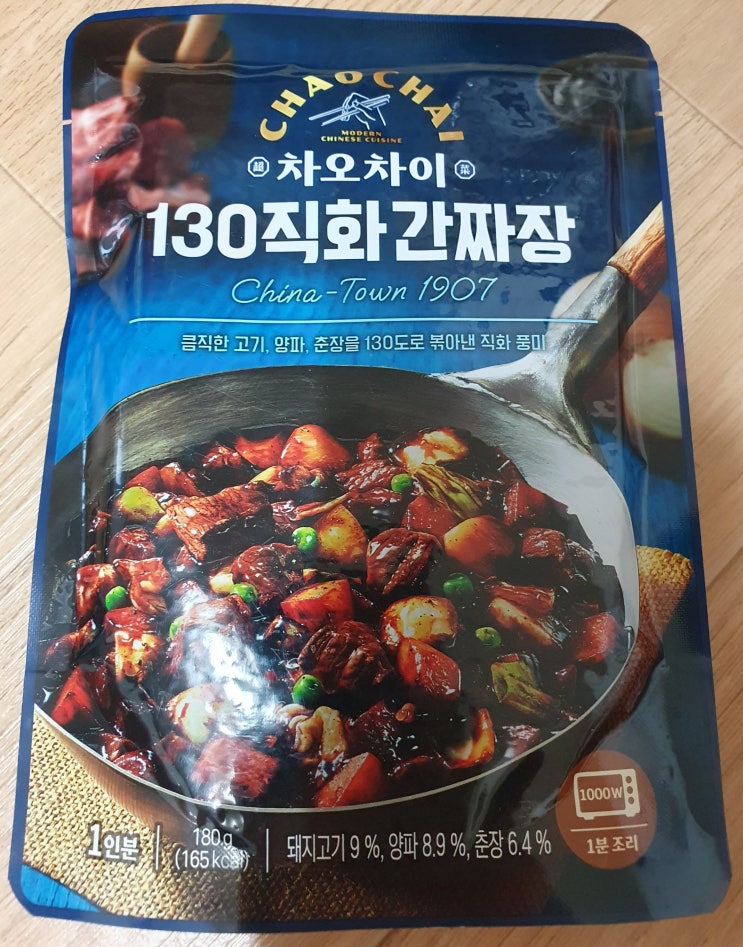 CHAOCHAI
MODERN
CHINESE CUISINE
超 차오차이 菜
130직화간짜장
China-Town 1907
큼직한 고기, 양파, 춘장을 130도로 볶아낸 직화 풍미
1000W
1인분 180g (165kcal) 돼지고기 9 %, 양파 8.9 %, 춘장 6.4 %
1분 조리